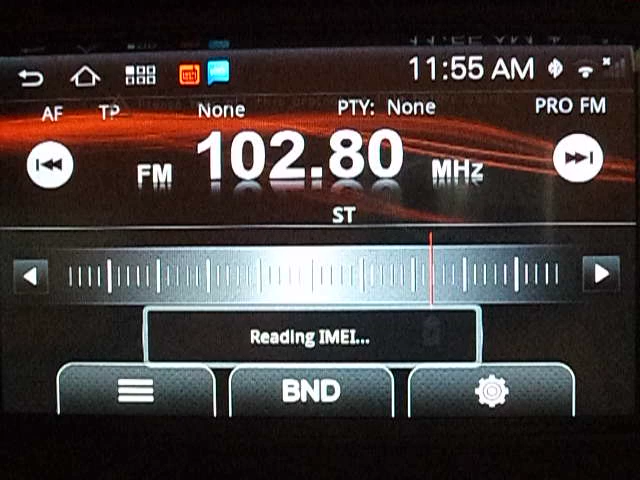 11:55 AM
AF TP None PTY: None PRO FM
FM 102.80 MHz
ST
Reading IMEI...
BND